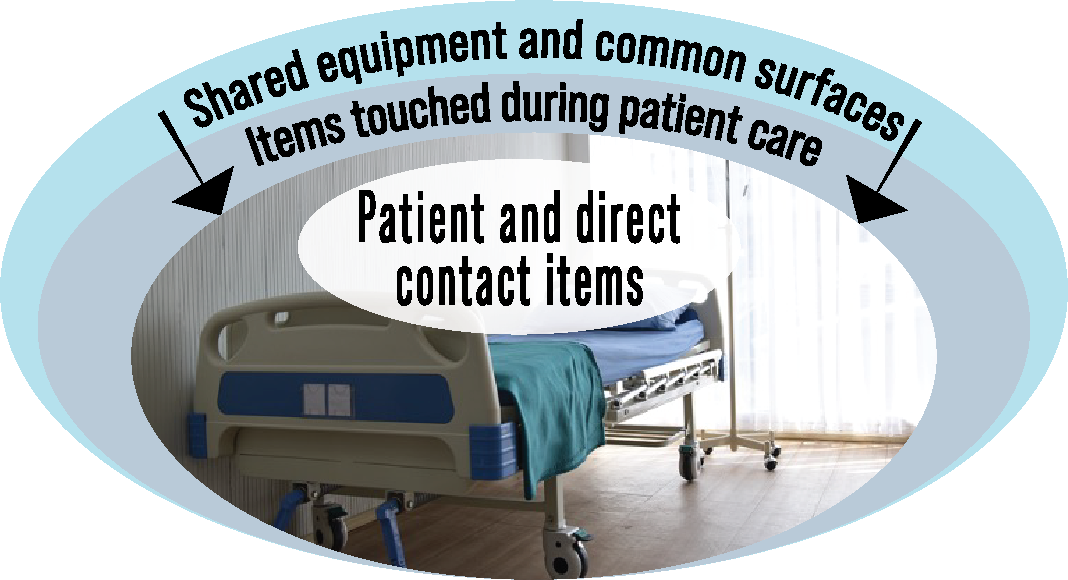 Shared equipment and common surfaces
Items touched during patient care
Patient and direct
contact items